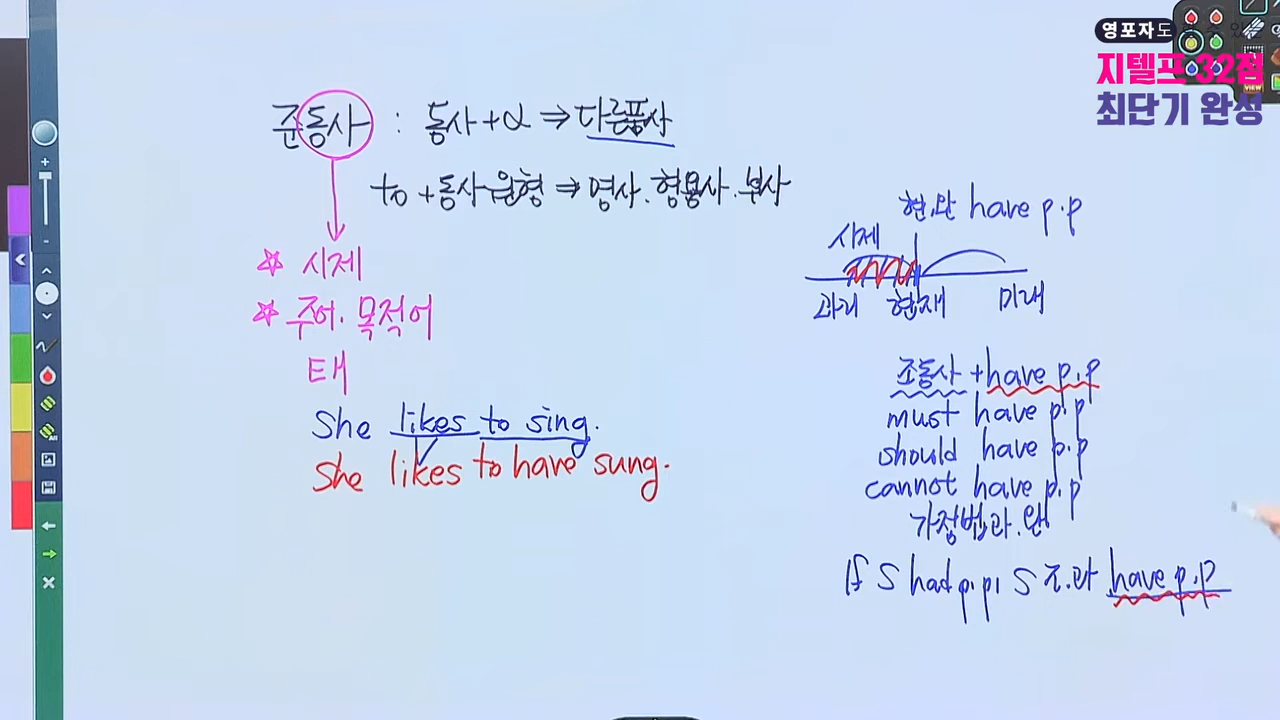 영포자도
지텔프 32점
최단기 완성
준동사 : 동사+α ⇒ 다른품사
to +동사원형 ⇒ 명사. 형용사. 부사
☆ 시제
☆ 주어. 목적어
태
She likes to sing.
She likes to have sung.
현.완 have p.p
시제
과거 현재 미래
조동사 + have p.p
must have p.p
should have p.p
cannot have p.p
가정법과.완
If S had p.p, S 조.과 have p.p